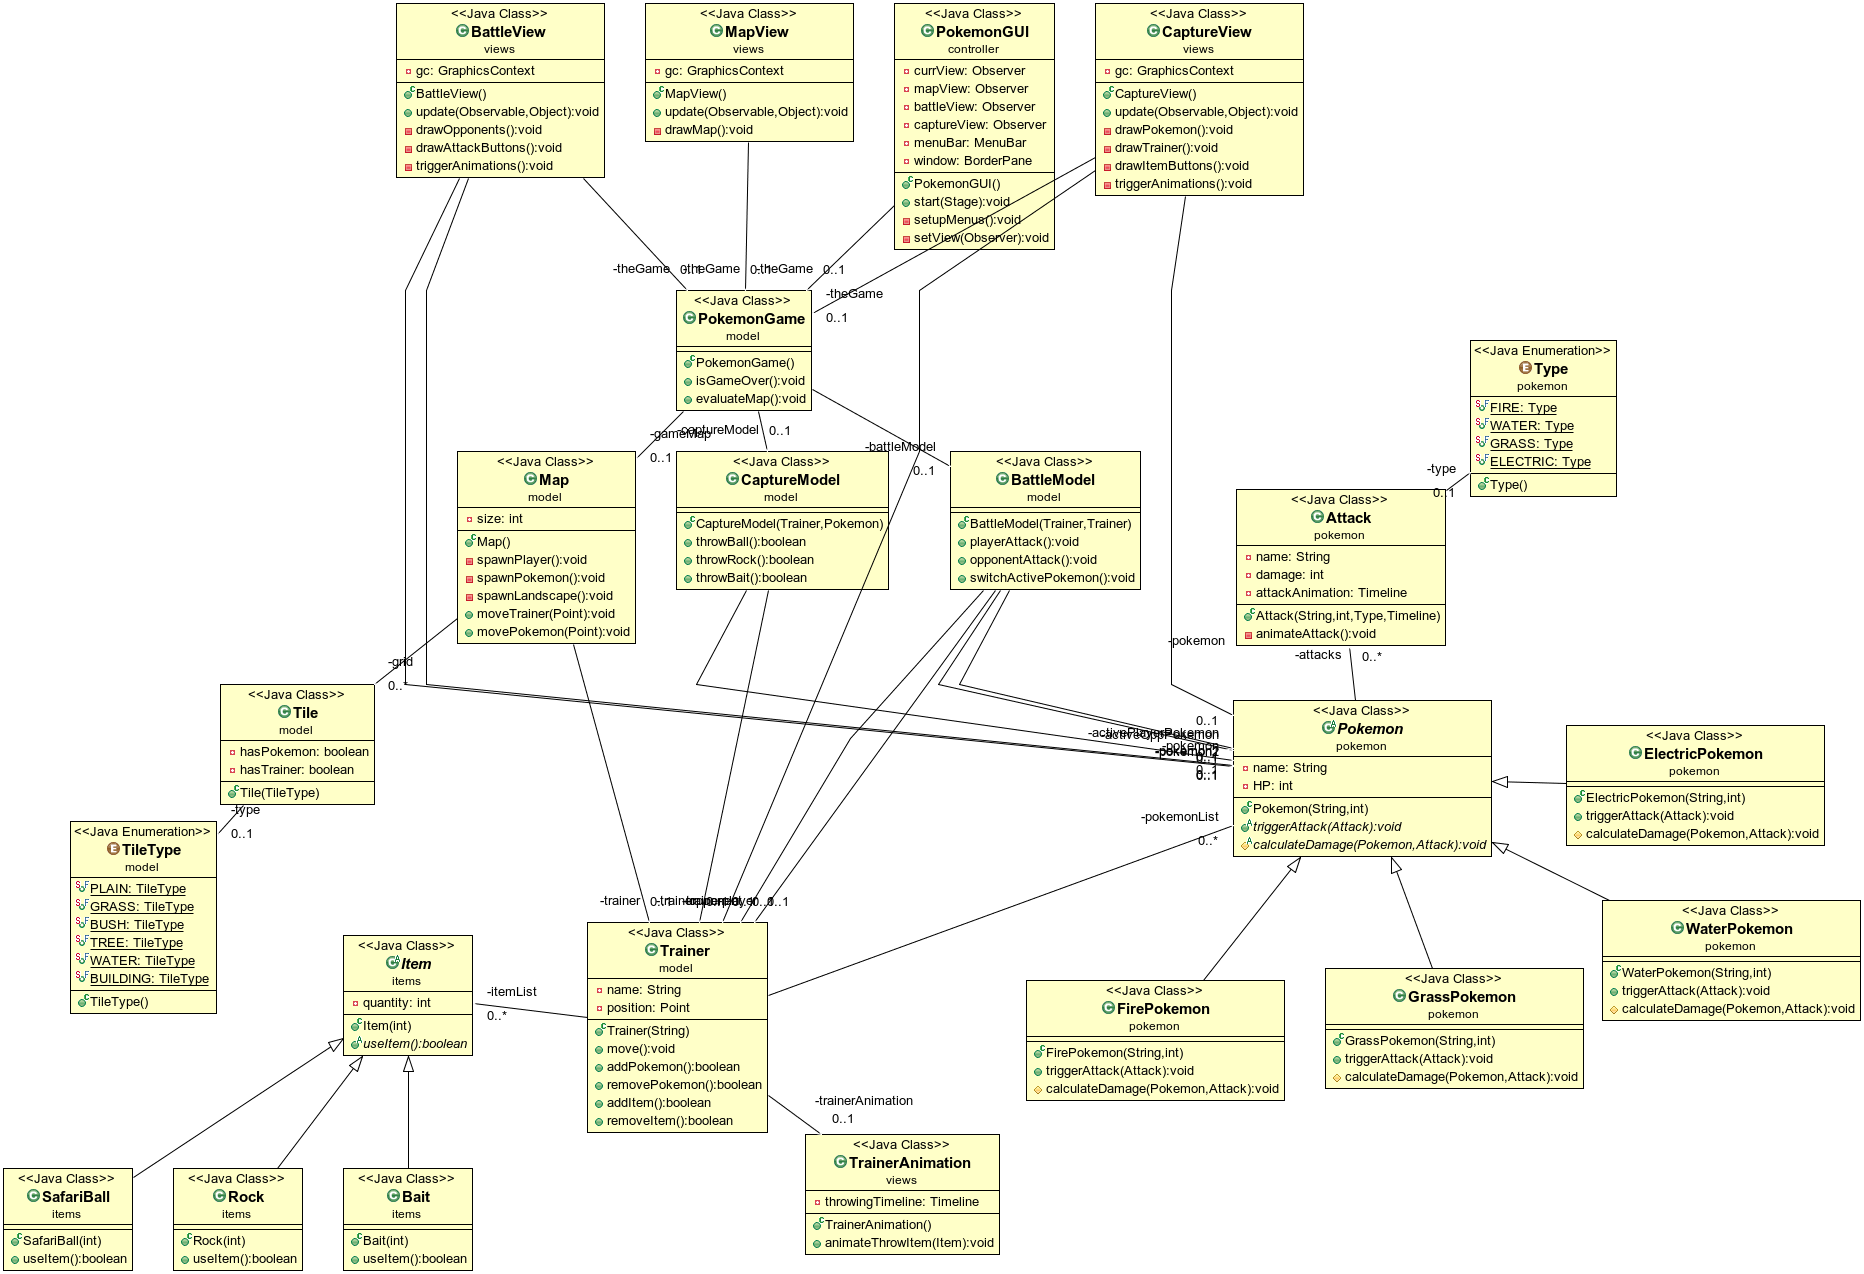 <<Java Class>>
BattleView
views
gc: GraphicsContext
BattleView()
update(Observable,Object):void
drawOpponents():void
drawAttackButtons():void
triggerAnimations():void
<<Java Class>>
MapView
views
gc: GraphicsContext
MapView()
update(Observable,Object):void
drawMap():void
<<Java Class>>
PokemonGUI
controller
currView: Observer
mapView: Observer
battleView: Observer
captureView: Observer
menuBar: MenuBar
window: BorderPane
PokemonGUI()
start(Stage):void
setupMenus():void
setView(Observer):void
<<Java Class>>
CaptureView
views
gc: GraphicsContext
CaptureView()
update(Observable,Object):void
drawPokemon():void
drawTrainer():void
drawItemButtons():void
triggerAnimations():void
-theGame
0..1
-theGame
0..1
-theGame
0..1
-theGame
0..1
<<Java Class>>
PokemonGame
model
PokemonGame()
isGameOver():void
evaluateMap():void
-gameMap
0..1
-captureModel
0..1
-battleModel
0..1
<<Java Class>>
Map
model
size: int
Map()
spawnPlayer():void
spawnPokemon():void
spawnLandscape():void
moveTrainer(Point):void
movePokemon(Point):void
<<Java Class>>
CaptureModel
model
CaptureModel(Trainer,Pokemon)
throwBall():boolean
throwRock():boolean
throwBait():boolean
<<Java Class>>
BattleModel
model
BattleModel(Trainer,Trainer)
playerAttack():void
opponentAttack():void
switchActivePokemon():void
<<Java Enumeration>>
Type
pokemon
FIRE: Type
WATER: Type
GRASS: Type
ELECTRIC: Type
Type()
-type
0..1
<<Java Class>>
Attack
pokemon
name: String
damage: int
attackAnimation: Timeline
Attack(String,int,Type,Timeline)
animateAttack():void
-attacks
0..*
-pokemon
0..1
-grid
0..*
<<Java Class>>
Tile
model
hasPokemon: boolean
hasTrainer: boolean
Tile(TileType)
-type
0..1
<<Java Enumeration>>
TileType
model
PLAIN: TileType
GRASS: TileType
BUSH: TileType
TREE: TileType
WATER: TileType
BUILDING: TileType
TileType()
-activePlayerPokemon
-activeOppPokemon
-pokemon
-pokemon2
0..1
0..1
<<Java Class>>
Pokemon
pokemon
name: String
HP: int
Pokemon(String,int)
triggerAttack(Attack):void
calculateDamage(Pokemon,Attack):void
-pokemonList
0..*
<<Java Class>>
ElectricPokemon
pokemon
ElectricPokemon(String,int)
triggerAttack(Attack):void
calculateDamage(Pokemon,Attack):void
<<Java Class>>
WaterPokemon
pokemon
WaterPokemon(String,int)
triggerAttack(Attack):void
calculateDamage(Pokemon,Attack):void
<<Java Class>>
GrassPokemon
pokemon
GrassPokemon(String,int)
triggerAttack(Attack):void
calculateDamage(Pokemon,Attack):void
<<Java Class>>
FirePokemon
pokemon
FirePokemon(String,int)
triggerAttack(Attack):void
calculateDamage(Pokemon,Attack):void
-trainer
0..1
<<Java Class>>
Trainer
model
name: String
position: Point
Trainer(String)
move():void
addPokemon():boolean
removePokemon():boolean
addItem():boolean
removeItem():boolean
-itemList
0..*
<<Java Class>>
Item
items
quantity: int
Item(int)
useItem():boolean
<<Java Class>>
SafariBall
items
SafariBall(int)
useItem():boolean
<<Java Class>>
Rock
items
Rock(int)
useItem():boolean
<<Java Class>>
Bait
items
Bait(int)
useItem():boolean
-trainerAnimation
0..1
<<Java Class>>
TrainerAnimation
views
throwingTimeline: Timeline
TrainerAnimation()
animateThrowItem(Item):void